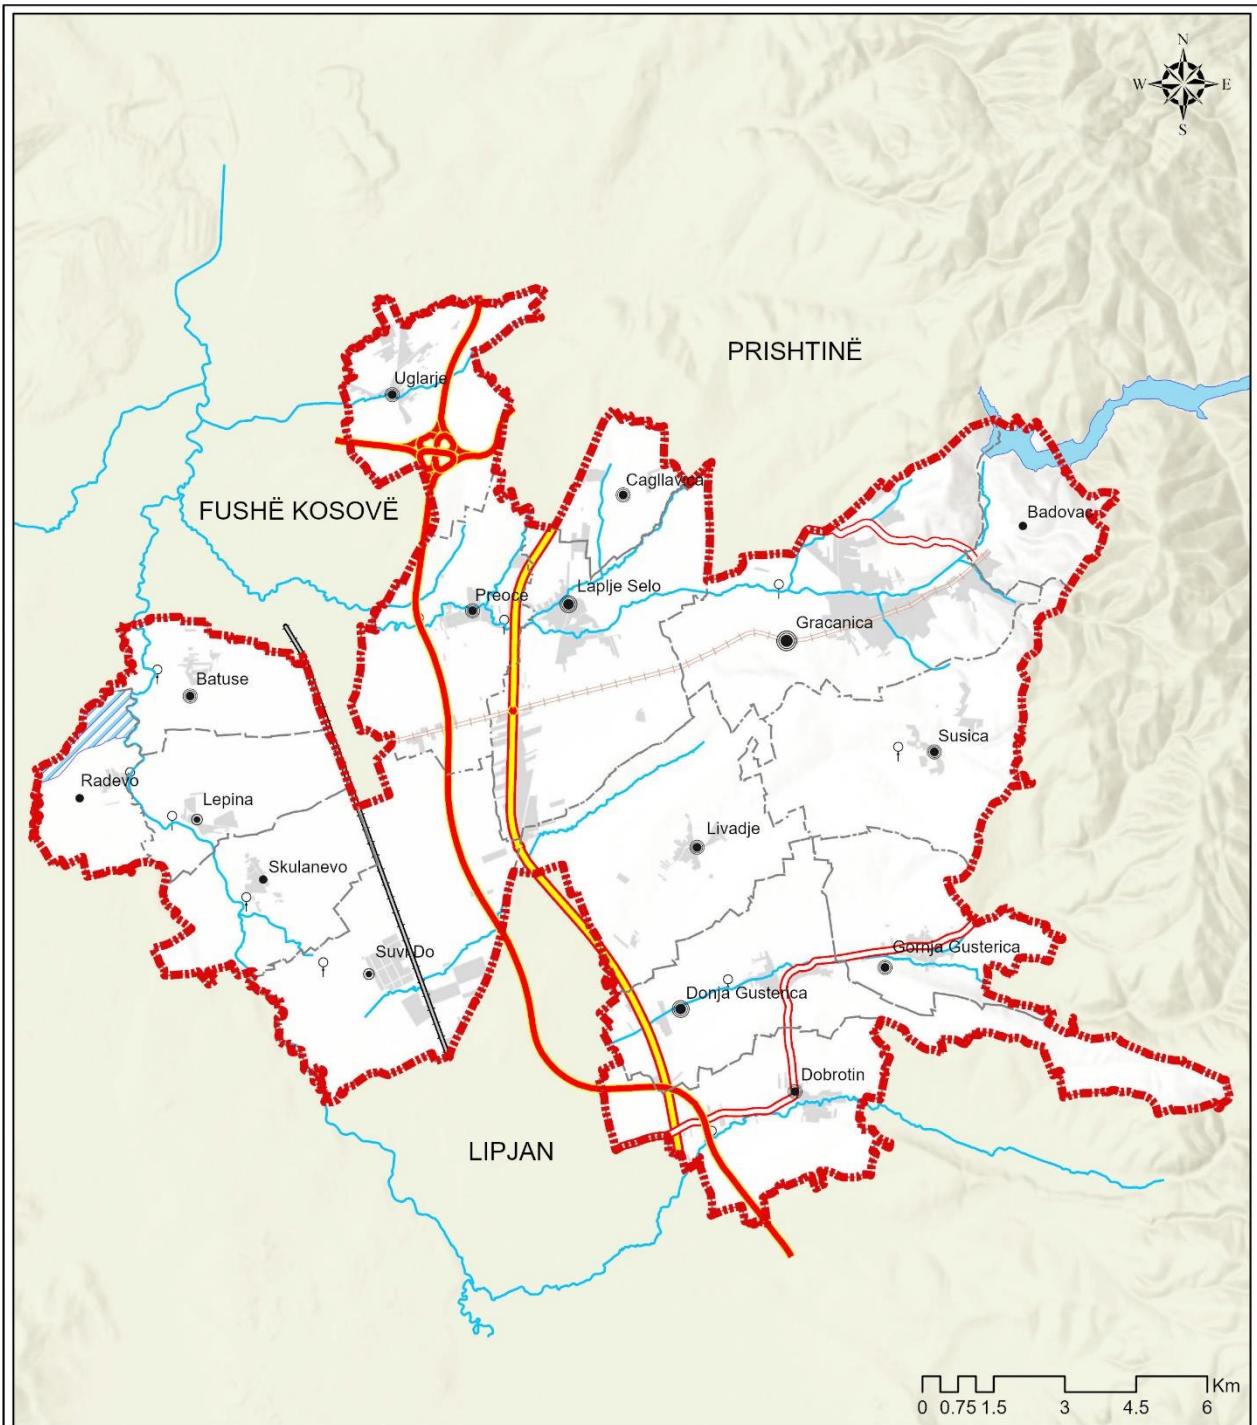 N
W E
S
PRISHTINË
Uglarje
Cagllavica
FUSHË KOSOVË
Badovac
Preoce
Laplje Selo
Gracanica
Batuse
Susica
Radevo
Lepina
Livadje
Skulanevo
Suvi Do
Gornja Gusterica
Donja Gusterica
Dobrotin
LIPJAN
Km
0 0.75 1.5 3 4.5 6